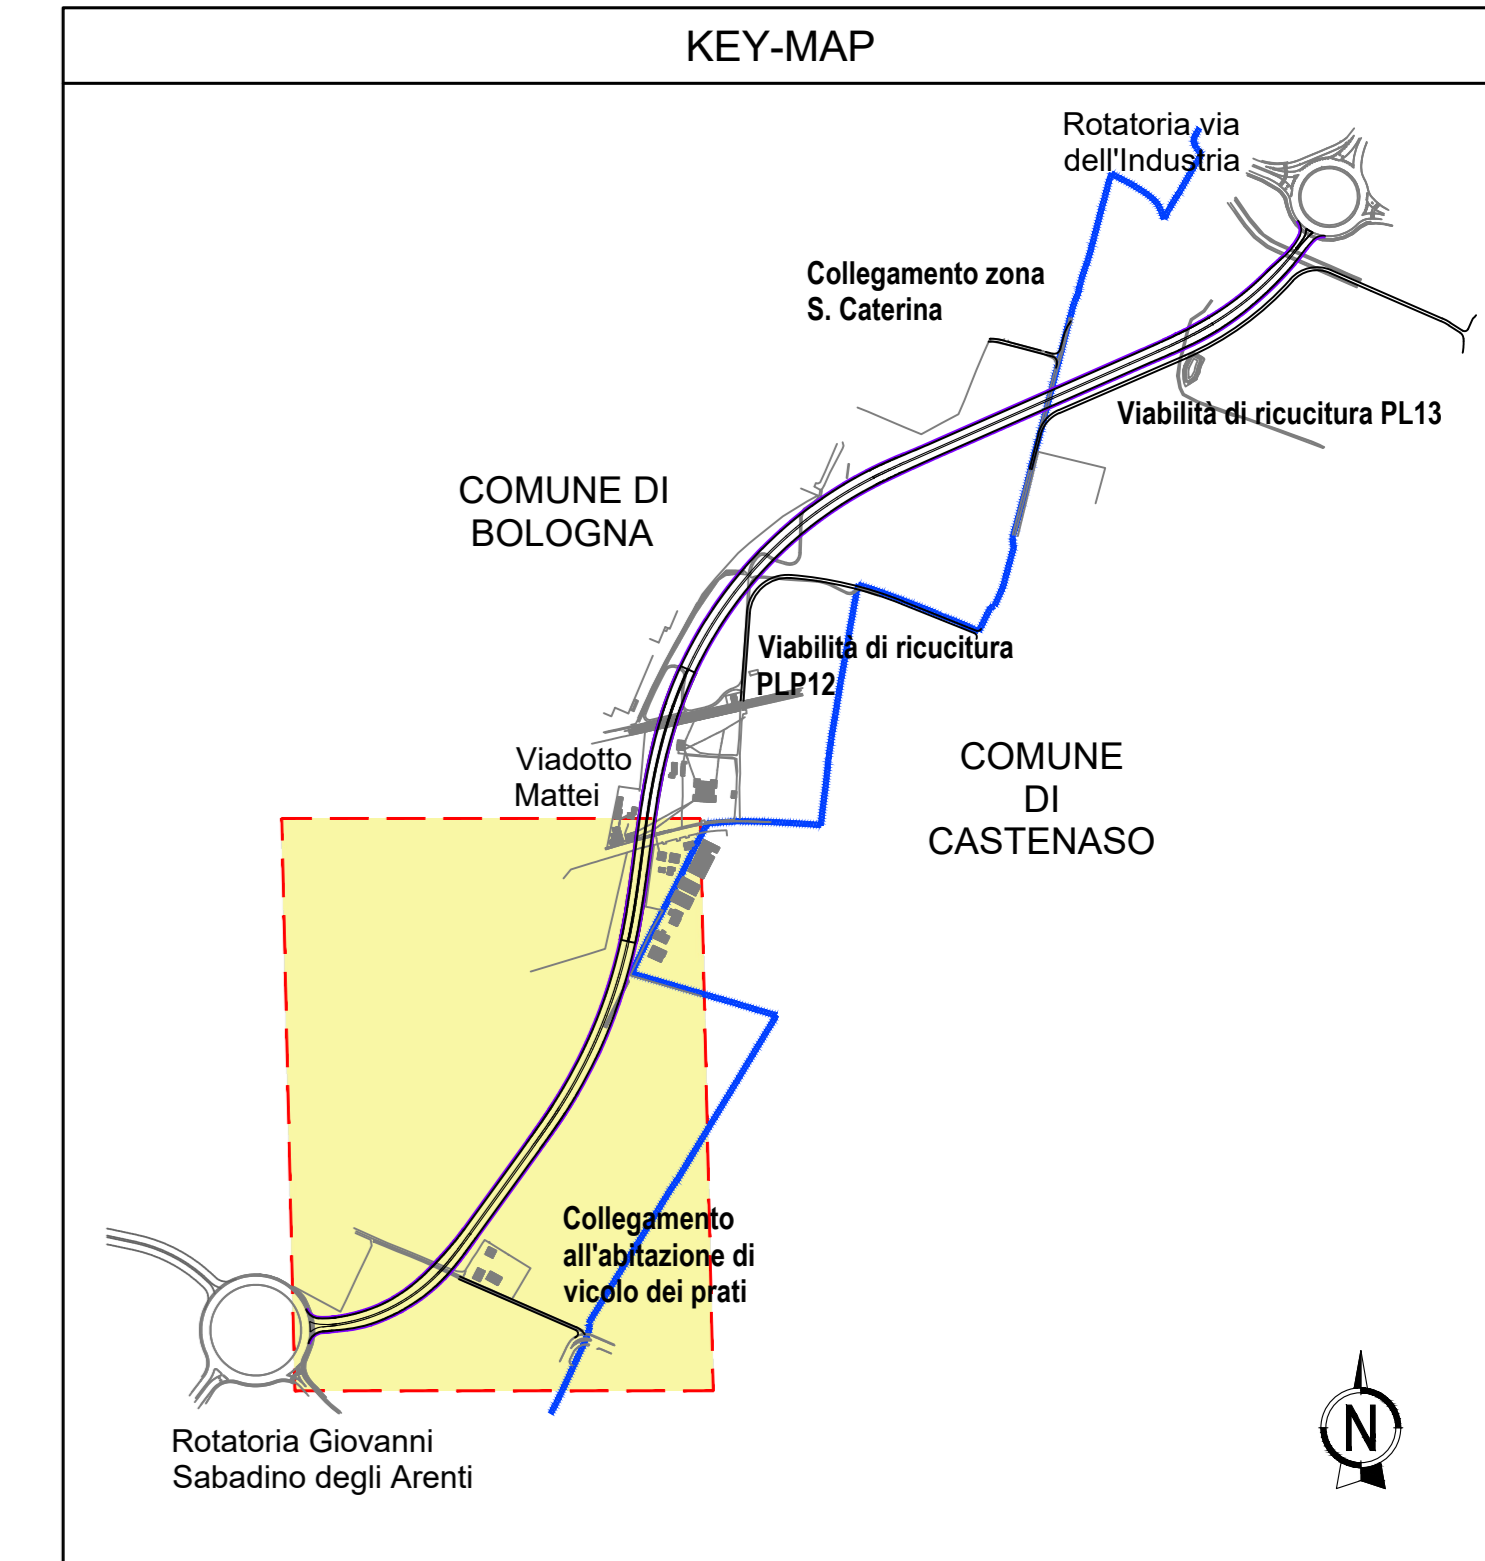 KEY-MAP
Rotatoria via
dell'Industria
Collegamento zona
S. Caterina
Viabilità di ricucitura PL13
COMUNE DI
BOLOGNA
Viabilità di ricucitura
PLP12
Viadotto
Mattei
COMUNE
DI
CASTENASO
Collegamento
all'abitazione di
vicolo dei prati
Rotatoria Giovanni
Sabadino degli Arenti
N